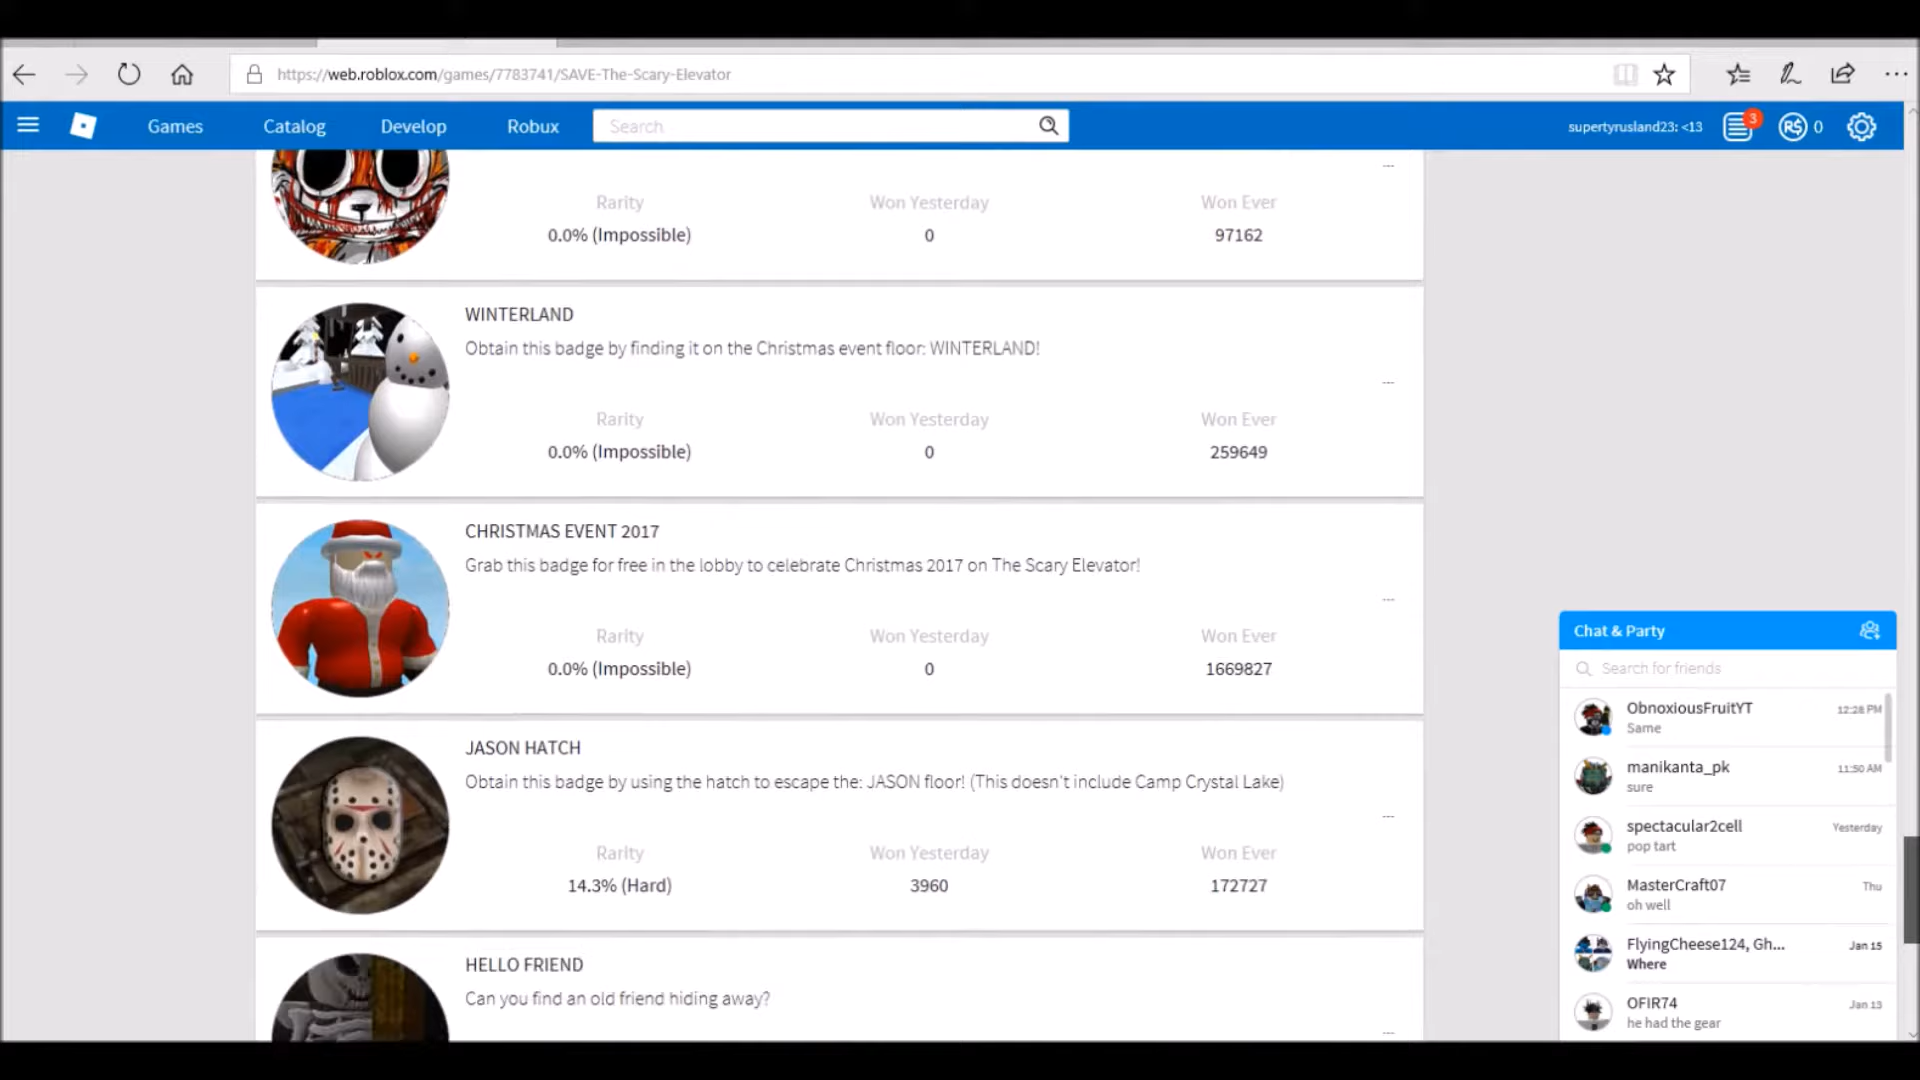 https://web.roblox.com/games/7783741/SAVE-The-Scary-Elevator
Games
Catalog
Develop
Robux
Search
supertyrusland23: <13
3
R$ 0
Rarity
Won Yesterday
Won Ever
0.0% (Impossible)
0
97162
WINTERLAND
Obtain this badge by finding it on the Christmas event floor: WINTERLAND!
Rarity
Won Yesterday
Won Ever
0.0% (Impossible)
0
259649
CHRISTMAS EVENT 2017
Grab this badge for free in the lobby to celebrate Christmas 2017 on The Scary Elevator!
Rarity
Won Yesterday
Won Ever
0.0% (Impossible)
0
1669827
JASON HATCH
Obtain this badge by using the hatch to escape the: JASON floor! (This doesn't include Camp Crystal Lake)
Rarity
Won Yesterday
Won Ever
14.3% (Hard)
3960
172727
HELLO FRIEND
Can you find an old friend hiding away?
Chat & Party
Search for friends
ObnoxiousFruitYT
12:28 PM
Same
manikanta_pk
11:50 AM
sure
spectacular2cell
Yesterday
pop tart
MasterCraft07
Thu
oh well
FlyingCheese124, Gh...
Jan 15
Where
OFIR74
Jan 13
he had the gear